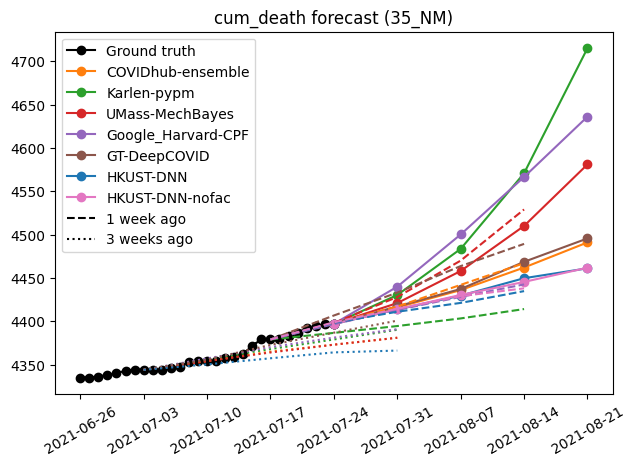 cum_death forecast (35_NM)
Ground truth
COVIDhub-ensemble
Karlen-pypm
UMass-MechBayes
Google_Harvard-CPF
GT-DeepCOVID
HKUST-DNN
HKUST-DNN-nofac
1 week ago
3 weeks ago
4700
4650
4600
4550
4500
4450
4400
4350
2021-06-26
2021-07-03
2021-07-10
2021-07-17
2021-07-24
2021-07-31
2021-08-07
2021-08-14
2021-08-21